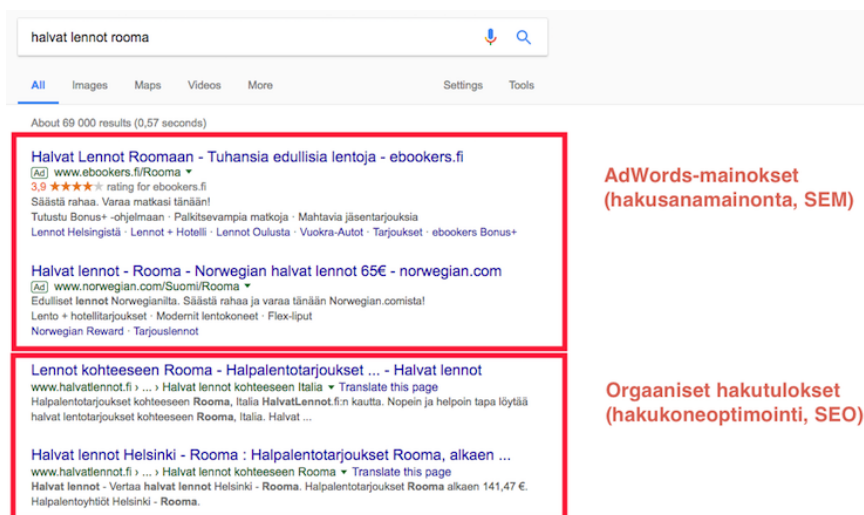 halvat lennot rooma
All Images Maps Videos More Settings Tools
About 69 000 results (0,57 seconds)
Halvat Lennot Roomaan - Tuhansia edullisia lentoja - ebookers.fi
Ad www.ebookers.fi/Rooma
3,9 ★★★★★ rating for ebookers.fi
Säästä rahaa. Varaa matkasi tänään!
Tutustu Bonus+ -ohjelmaan · Palkitsevampia matkoja · Mahtavia jäsentarjouksia
Lennot Helsingistä · Lennot + Hotelli · Lennot Oulusta · Vuokra-Autot · Tarjoukset · ebookers Bonus+
AdWords-mainokset
(hakusanamainonta, SEM)
Halvat lennot - Rooma - Norwegian halvat lennot 65€ - norwegian.com
Ad www.norwegian.com/Suomi/Rooma
Edulliset lennot Norwegianilta. Säästä rahaa ja varaa tänään Norwegian.comista!
Lento + hotellitarjoukset · Modernit lentokoneet · Flex-liput
Norwegian Reward · Tarjouslennot
Lennot kohteeseen Rooma - Halpalentotarjoukset ... - Halvat lennot
www.halvatlennot.fi › ... › Halvat lennot kohteeseen Italia Translate this page
Halpalentotarjoukset kohteeseen Rooma, Italia HalvatLennot.fi:n kautta. Nopein ja helpoin tapa löytää
halvat lentotarjoukset kohteeseen Rooma, Italia. Halvat ...
Orgaaniset hakutulokset
(hakukoneoptimointi, SEO)
Halvat lennot Helsinki - Rooma : Halpalentotarjoukset Rooma, alkaen ...
www.halvatlennot.fi › ... › Halvat lennot kohteeseen Rooma Translate this page
Halvat lennot - Vertaa halvat lennot Helsinki - Rooma. Halpalentotarjoukset Rooma alkaen 141,47 €.
Halpalentoyhtiöt Helsinki - Rooma.